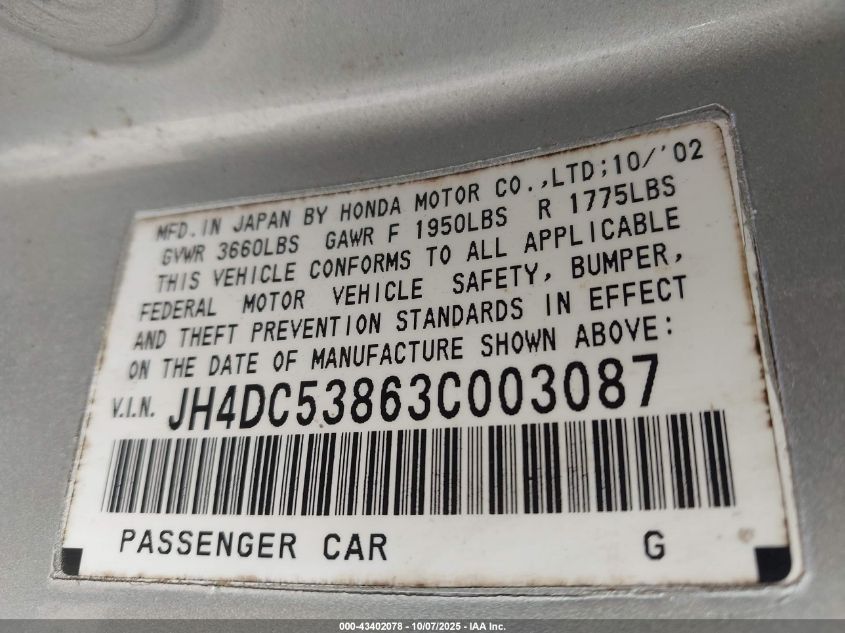 MFD. IN JAPAN BY HONDA MOTOR CO.,LTD;10/'02
GVWR 3660LBS GAWR F 1950LBS R 1775LBS
THIS VEHICLE CONFORMS TO ALL APPLICABLE
FEDERAL MOTOR VEHICLE SAFETY, BUMPER,
AND THEFT PREVENTION STANDARDS IN EFFECT
ON THE DATE OF MANUFACTURE SHOWN ABOVE:
V.I.N. JH4DC53863C003087
PASSENGER CAR G
000-43402078 - 10/07/2025 - IAA Inc.